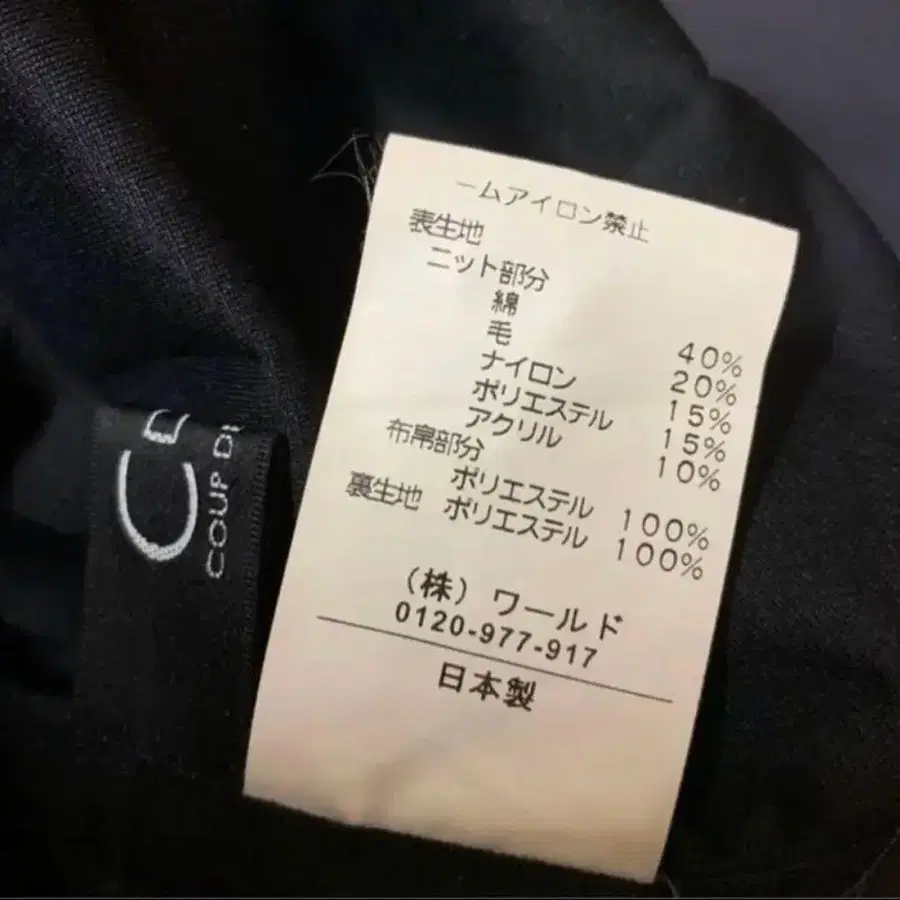 ームアイロン禁止
表生地
ニット部分
綿 40%
毛 20%
ナイロン 15%
ポリエステル 15%
アクリル 10%
布帛部分
ポリエステル 100%
裏生地 ポリエステル 100%
(株) ワールド
0120-977-917
日本製
COUP DI